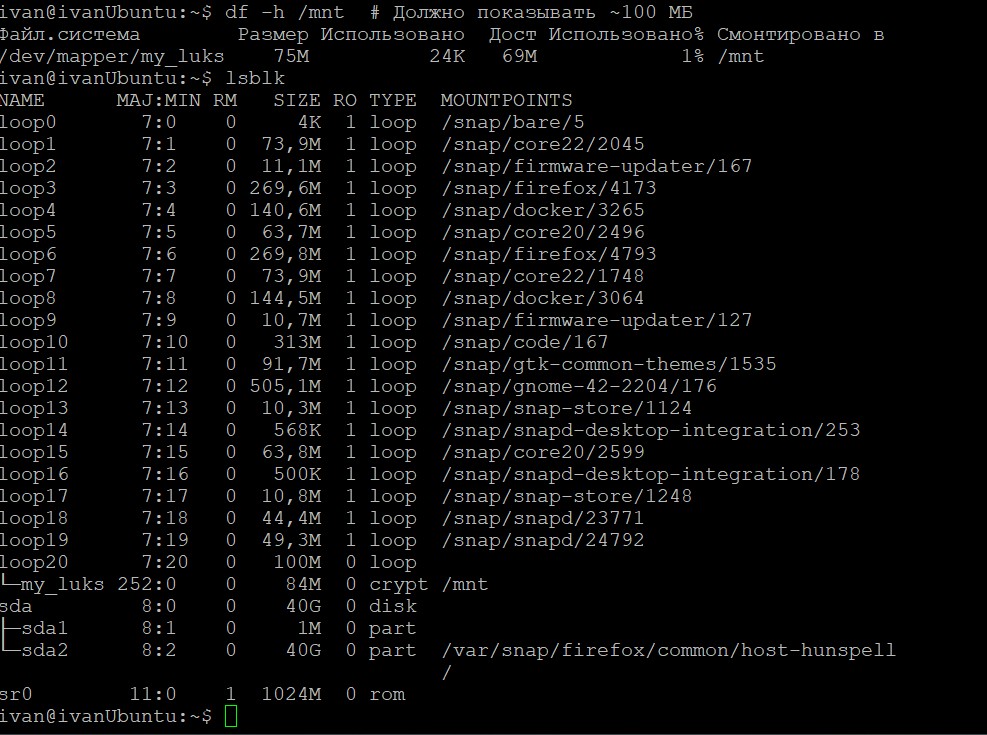 ivan@ivanUbuntu:~$ df -h /mnt  # Должно показывать ~100 МБ
Файл.система        Размер Использовано  Дост Использовано% Смонтировано в
/dev/mapper/my_luks    75M          24K   69M            1% /mnt
ivan@ivanUbuntu:~$ lsblk
NAME      MAJ:MIN RM   SIZE RO TYPE  MOUNTPOINTS
loop0       7:0    0     4K  1 loop  /snap/bare/5
loop1       7:1    0  73,9M  1 loop  /snap/core22/2045
loop2       7:2    0  11,1M  1 loop  /snap/firmware-updater/167
loop3       7:3    0 269,6M  1 loop  /snap/firefox/4173
loop4       7:4    0 140,6M  1 loop  /snap/docker/3265
loop5       7:5    0  63,7M  1 loop  /snap/core20/2496
loop6       7:6    0 269,8M  1 loop  /snap/firefox/4793
loop7       7:7    0  73,9M  1 loop  /snap/core22/1748
loop8       7:8    0 144,5M  1 loop  /snap/docker/3064
loop9       7:9    0  10,7M  1 loop  /snap/firmware-updater/127
loop10      7:10   0   313M  1 loop  /snap/code/167
loop11      7:11   0  91,7M  1 loop  /snap/gtk-common-themes/1535
loop12      7:12   0 505,1M  1 loop  /snap/gnome-42-2204/176
loop13      7:13   0  10,3M  1 loop  /snap/snap-store/1124
loop14      7:14   0   568K  1 loop  /snap/snapd-desktop-integration/253
loop15      7:15   0  63,8M  1 loop  /snap/core20/2599
loop16      7:16   0   500K  1 loop  /snap/snapd-desktop-integration/178
loop17      7:17   0  10,8M  1 loop  /snap/snap-store/1248
loop18      7:18   0  44,4M  1 loop  /snap/snapd/23771
loop19      7:19   0  49,3M  1 loop  /snap/snapd/24792
loop20      7:20   0   100M  0 loop
└─my_luks 252:0    0    84M  0 crypt /mnt
sda         8:0    0    40G  0 disk
├─sda1      8:1    0     1M  0 part
└─sda2      8:2    0    40G  0 part  /var/snap/firefox/common/host-hunspell
                                     /
sr0        11:0    1  1024M  0 rom
ivan@ivanUbuntu:~$